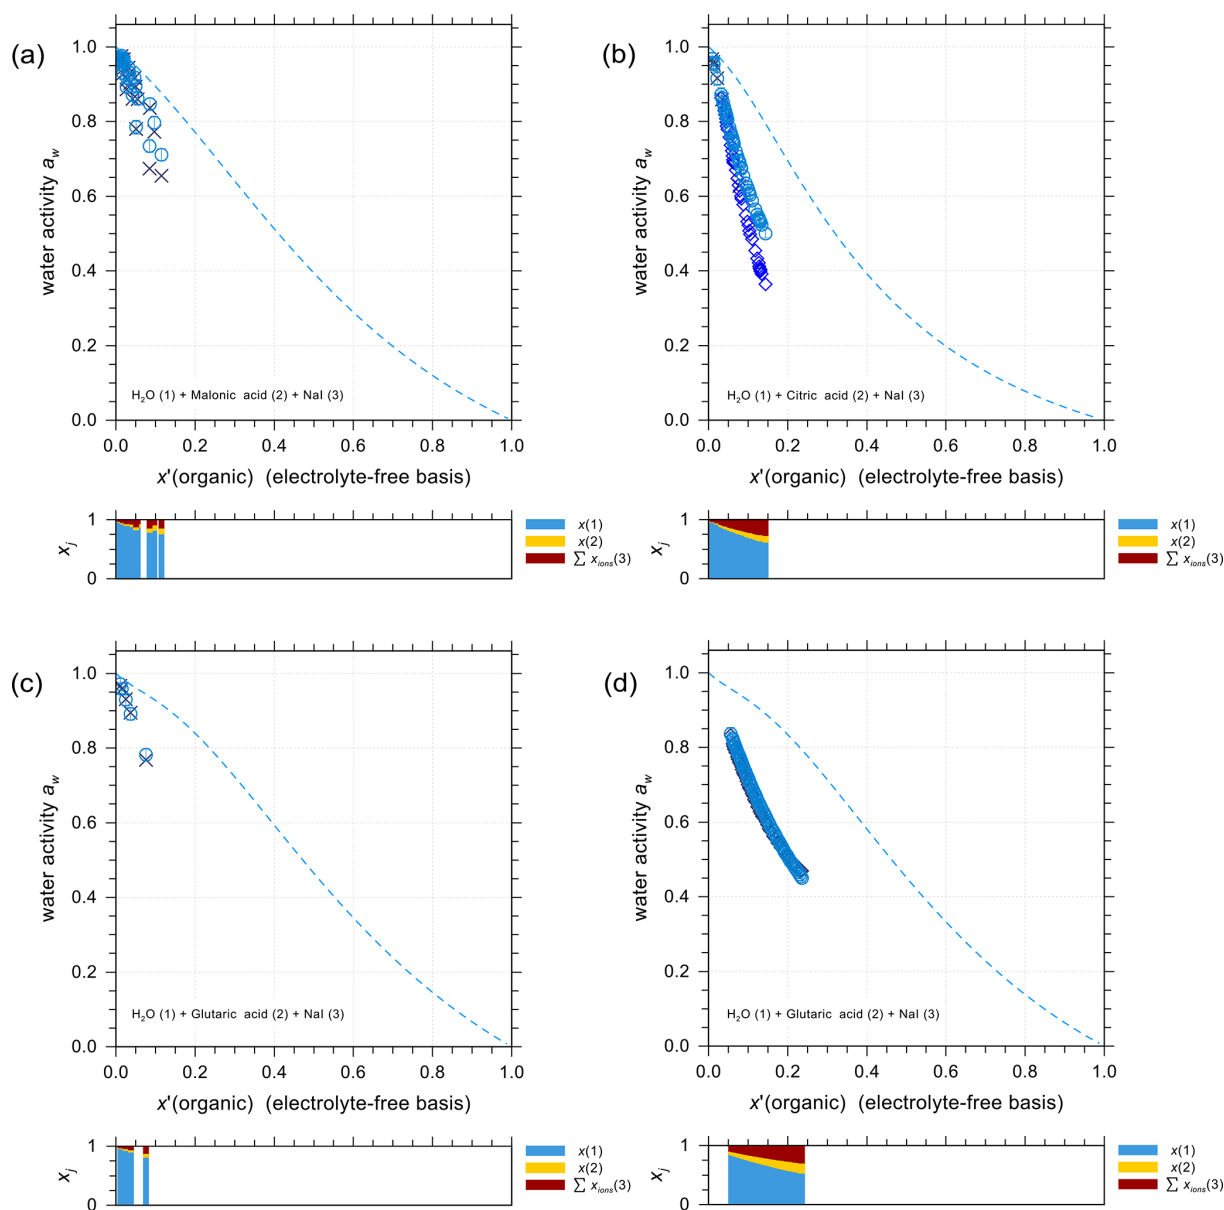 (a)
water activity a_w
1.0
0.8
0.6
0.4
0.2
0.0
H₂O (1) + Malonic acid (2) + NaI (3)
0.0 0.2 0.4 0.6 0.8 1.0
x'(organic) (electrolyte-free basis)
x_j
1
0
x(1)
x(2)
∑ x_ions(3)
(b)
water activity a_w
1.0
0.8
0.6
0.4
0.2
0.0
H₂O (1) + Citric acid (2) + NaI (3)
0.0 0.2 0.4 0.6 0.8 1.0
x'(organic) (electrolyte-free basis)
x_j
1
0
x(1)
x(2)
∑ x_ions(3)
(c)
water activity a_w
1.0
0.8
0.6
0.4
0.2
0.0
H₂O (1) + Glutaric acid (2) + NaI (3)
0.0 0.2 0.4 0.6 0.8 1.0
x'(organic) (electrolyte-free basis)
x_j
1
0
x(1)
x(2)
∑ x_ions(3)
(d)
water activity a_w
1.0
0.8
0.6
0.4
0.2
0.0
H₂O (1) + Glutaric acid (2) + NaI (3)
0.0 0.2 0.4 0.6 0.8 1.0
x'(organic) (electrolyte-free basis)
x_j
1
0
x(1)
x(2)
∑ x_ions(3)